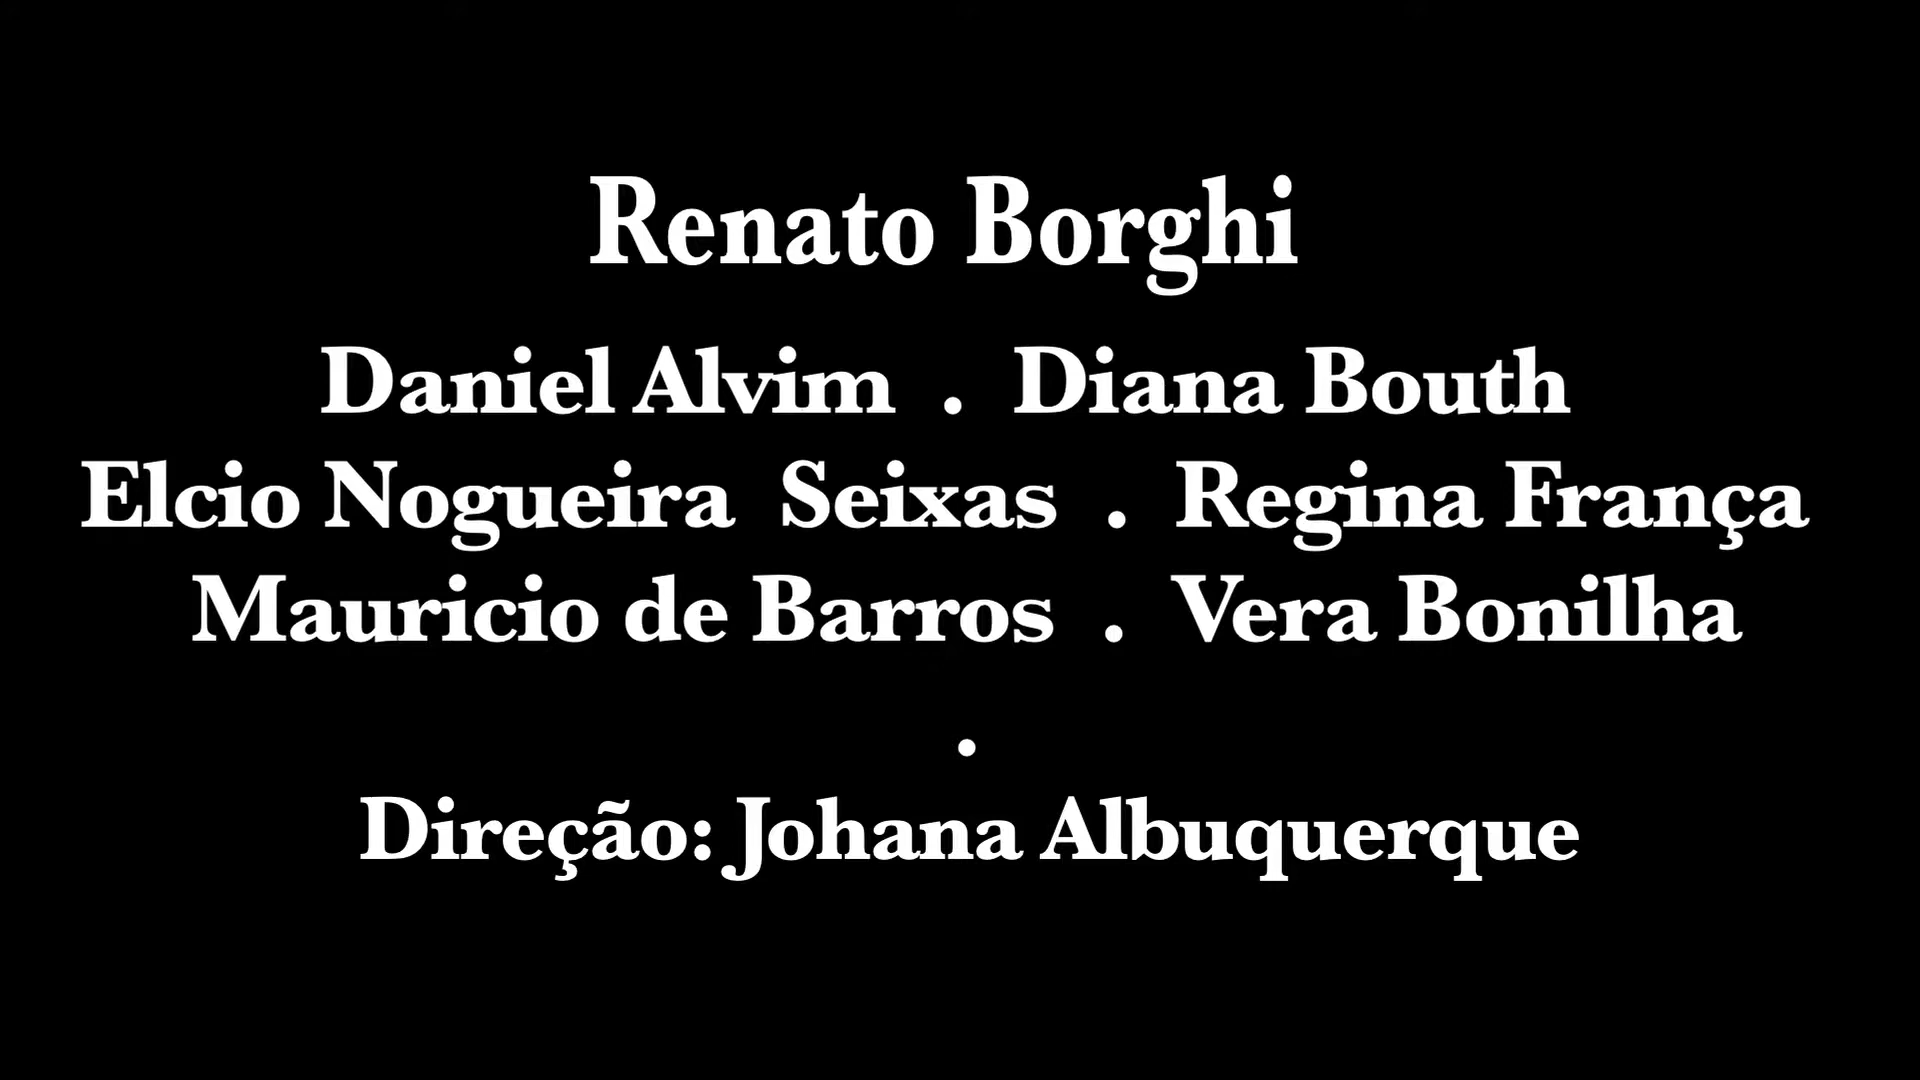 Renato Borghi
Daniel Alvim . Diana Bouth
Elcio Nogueira Seixas . Regina França
Mauricio de Barros . Vera Bonilha
.
Direção: Johana Albuquerque